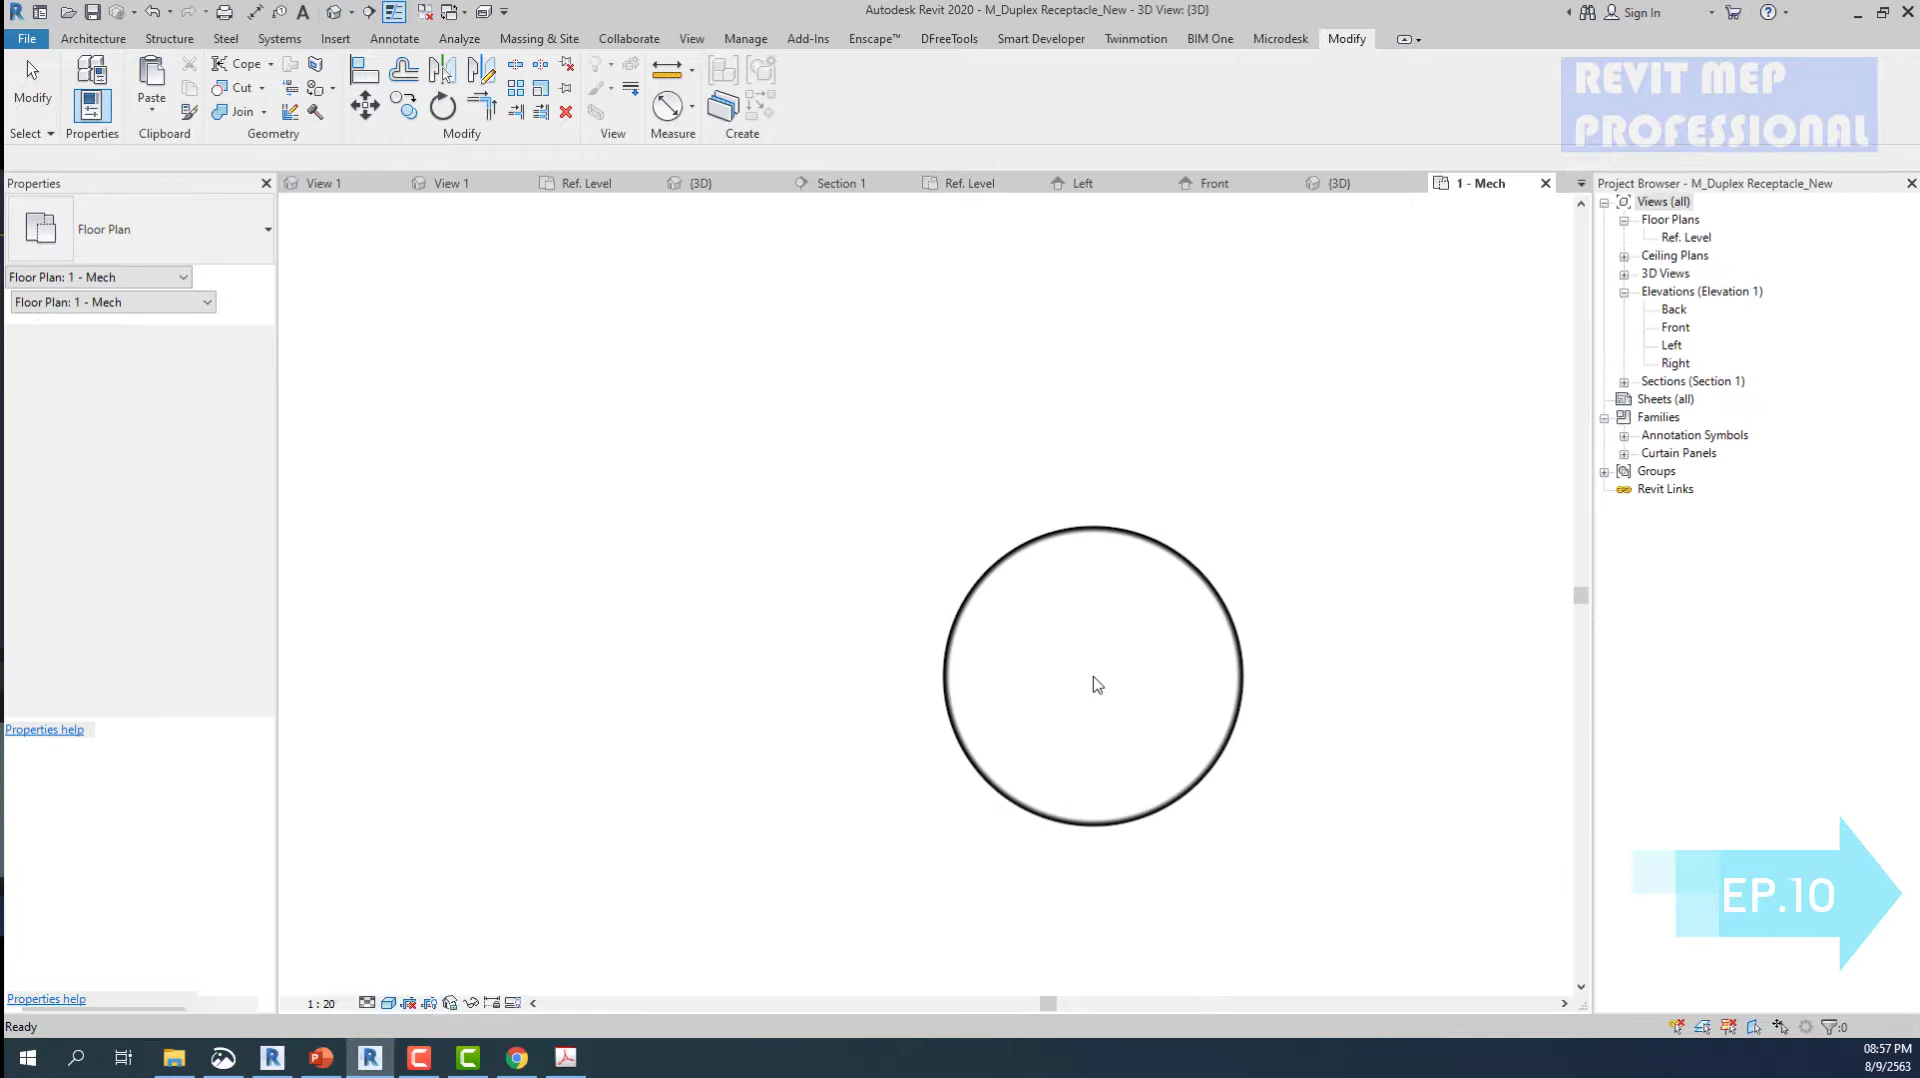 Autodesk Revit 2020 - M_Duplex Receptacle_New - 3D View: {3D}
Sign In
File
Architecture
Structure
Steel
Systems
Insert
Annotate
Analyze
Massing & Site
Collaborate
View
Manage
Add-Ins
Enscape™
DFreeTools
Smart Developer
Twinmotion
BIM One
Microdesk
Modify
Modify
Paste
Cope
Cut
Join
Select
Properties
Clipboard
Geometry
Modify
View
Measure
Create
REVIT MEP
PROFESSIONAL
Properties
View 1
View 1
Ref. Level
{3D}
Section 1
Ref. Level
Left
Front
{3D}
1 - Mech
Project Browser - M_Duplex Receptacle_New
Floor Plan
Floor Plan: 1 - Mech
Floor Plan: 1 - Mech
Properties help
Properties help
Views (all)
Floor Plans
Ref. Level
Ceiling Plans
3D Views
Elevations (Elevation 1)
Back
Front
Left
Right
Sections (Section 1)
Sheets (all)
Families
Annotation Symbols
Curtain Panels
Groups
Revit Links
EP.10
1 : 20
Ready
:0
08:57 PM
8/9/2563